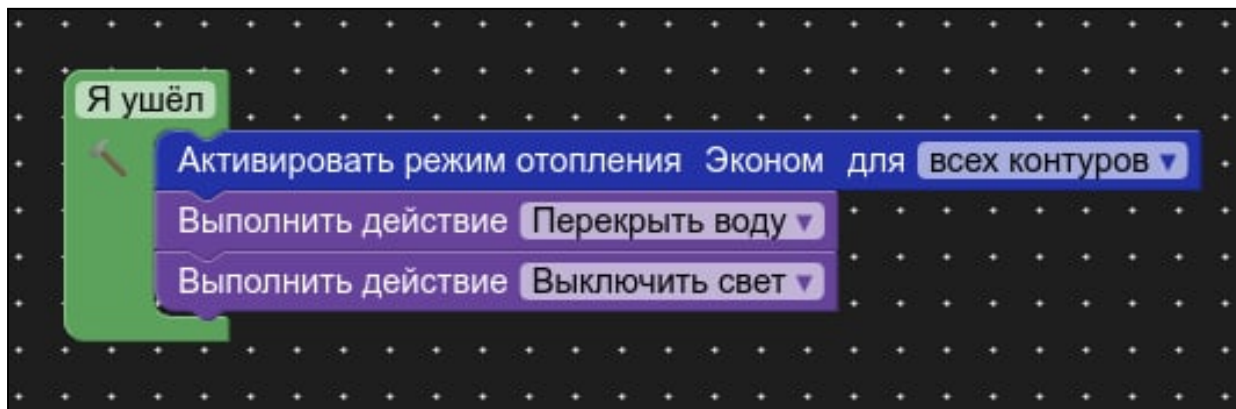 Я ушёл
Активировать режим отопления Эконом для всех контуров
Выполнить действие Перекрыть воду
Выполнить действие Выключить свет